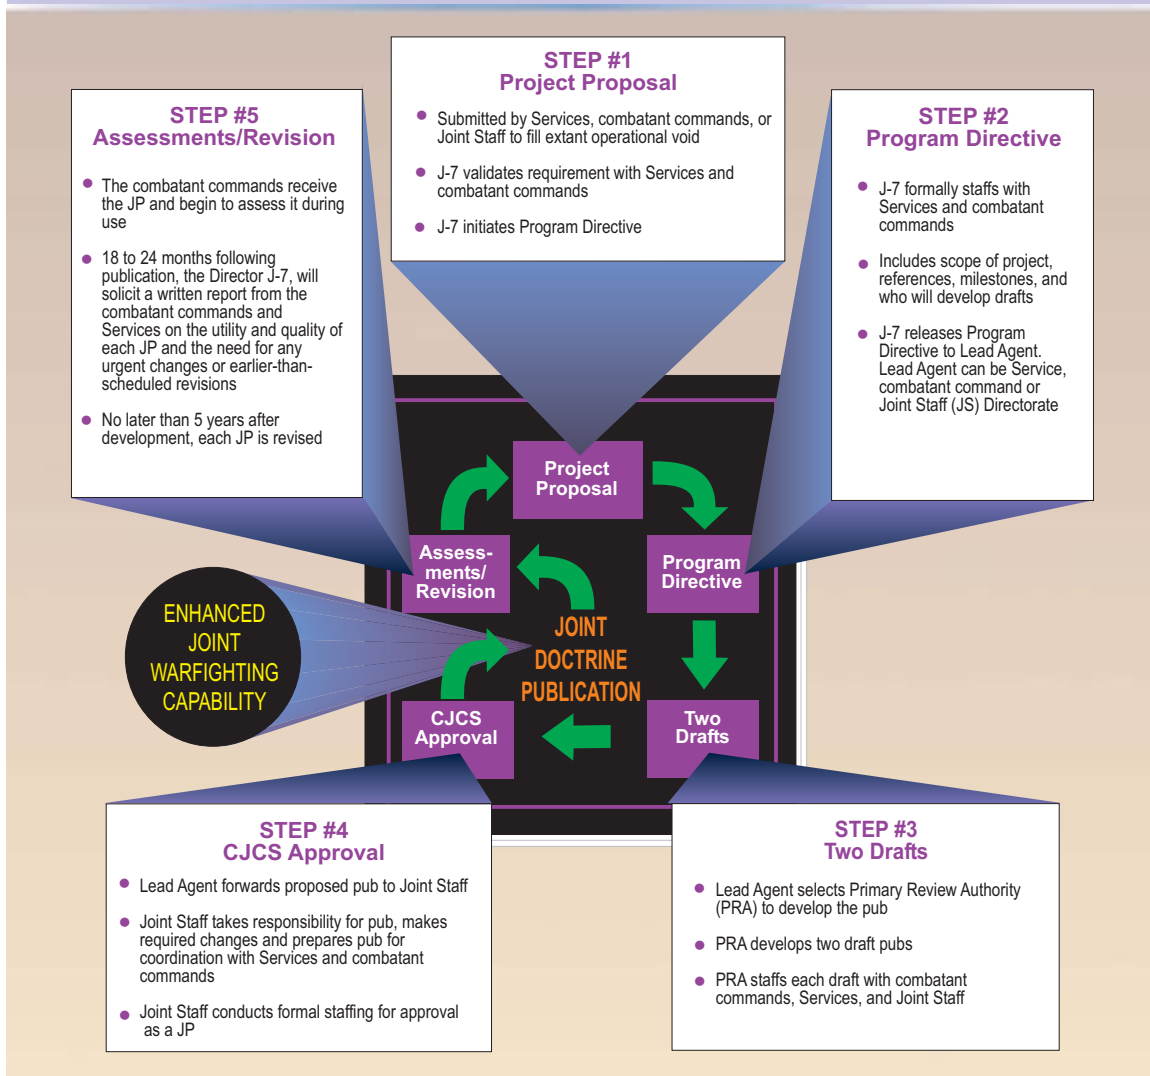 STEP #1
Project Proposal
• Submitted by Services, combatant commands, or
Joint Staff to fill extant operational void
• J-7 validates requirement with Services and
combatant commands
• J-7 initiates Program Directive
STEP #2
Program Directive
• J-7 formally staffs with
Services and combatant
commands
• Includes scope of project,
references, milestones, and
who will develop drafts
• J-7 releases Program
Directive to Lead Agent.
Lead Agent can be Service,
combatant command or
Joint Staff (JS) Directorate
STEP #5
Assessments/Revision
• The combatant commands receive
the JP and begin to assess it during
use
• 18 to 24 months following
publication, the Director J-7, will
solicit a written report from the
combatant commands and
Services on the utility and quality of
each JP and the need for any
urgent changes or earlier-than-
scheduled revisions
• No later than 5 years after
development, each JP is revised
Project
Proposal
Assess-
ments/
Revision
Program
Directive
ENHANCED
JOINT
WARFIGHTING
CAPABILITY
JOINT
DOCTRINE
PUBLICATION
CJCS
Approval
Two
Drafts
STEP #4
CJCS Approval
• Lead Agent forwards proposed pub to Joint Staff
• Joint Staff takes responsibility for pub, makes
required changes and prepares pub for
coordination with Services and combatant
commands
• Joint Staff conducts formal staffing for approval
as a JP
STEP #3
Two Drafts
• Lead Agent selects Primary Review Authority
(PRA) to develop the pub
• PRA develops two draft pubs
• PRA staffs each draft with combatant
commands, Services, and Joint Staff